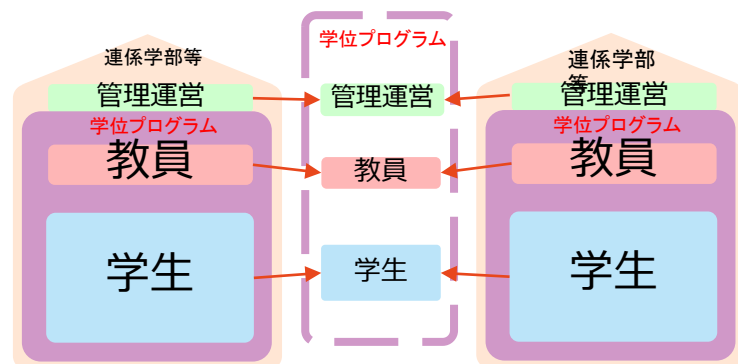 連係学部等
管理運営
学位プログラム
教員
学生
学位プログラム
管理運営
教員
学生
連係学部
等
管理運営
学位プログラム
教員
学生